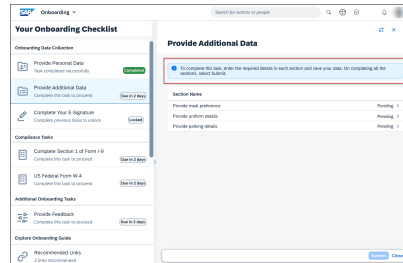 SAP Onboarding
Search for actions or people
Your Onboarding Checklist
Onboarding Data Collection
Provide Personal Data
Task completed successfully
Completed
Provide Additional Data
Complete this task to proceed
Due in 2 days
Complete Your E-Signature
Complete previous tasks to unlock
Locked
Compliance Tasks
Complete Section 1 of Form I-9
Complete this task to proceed
Due in 2 days
US Federal Form W-4
Complete this task to proceed
Due in 2 days
Additional Onboarding Tasks
Provide Feedback
Complete this task to proceed
Due in 2 days
Explore Onboarding Guide
Recommended Links
2 links recommended
Provide Additional Data
To complete this task, enter the required details in each section and save your data. On completing all the
sections, select Submit.
Section Name
Provide meal preference Pending
Provide uniform details Pending
Provide parking details Pending
Submit Close